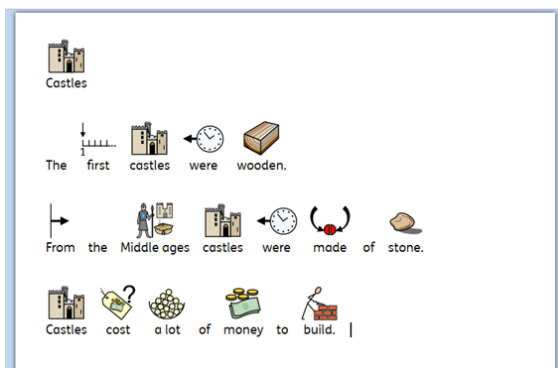 Castles
1
The first castles were wooden.
From the Middle ages castles were made of stone.
?
Castles cost a lot of money to build.